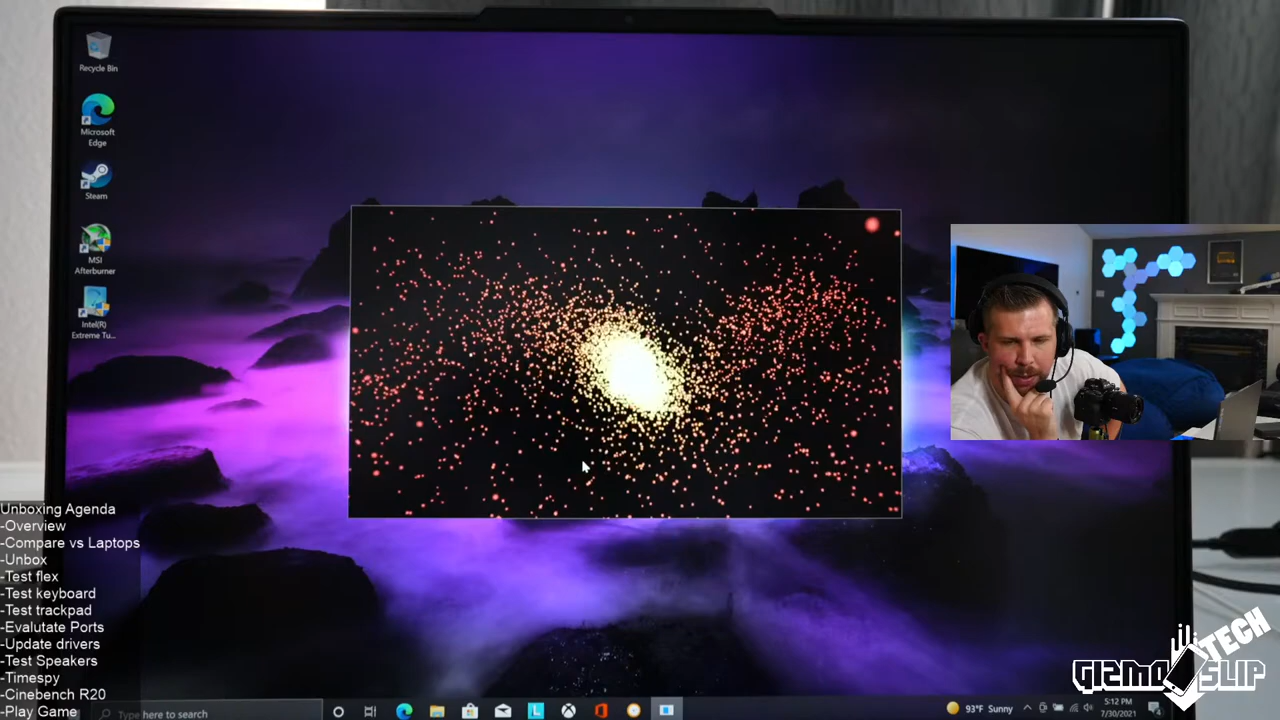 Recycle Bin
Microsoft
Edge
Steam
MSI
Afterburner
Intel(R)
Extreme Tu...
Unboxing Agenda
-Overview
-Compare vs Laptops
-Unbox
-Test flex
-Test keyboard
-Test trackpad
-Evalutate Ports
-Update drivers
-Test Speakers
-Timespy
-Cinebench R20
-Play Game
Type here to search
93°F Sunny
5:12 PM
7/30/2021
GIZMO SLIP
TECH